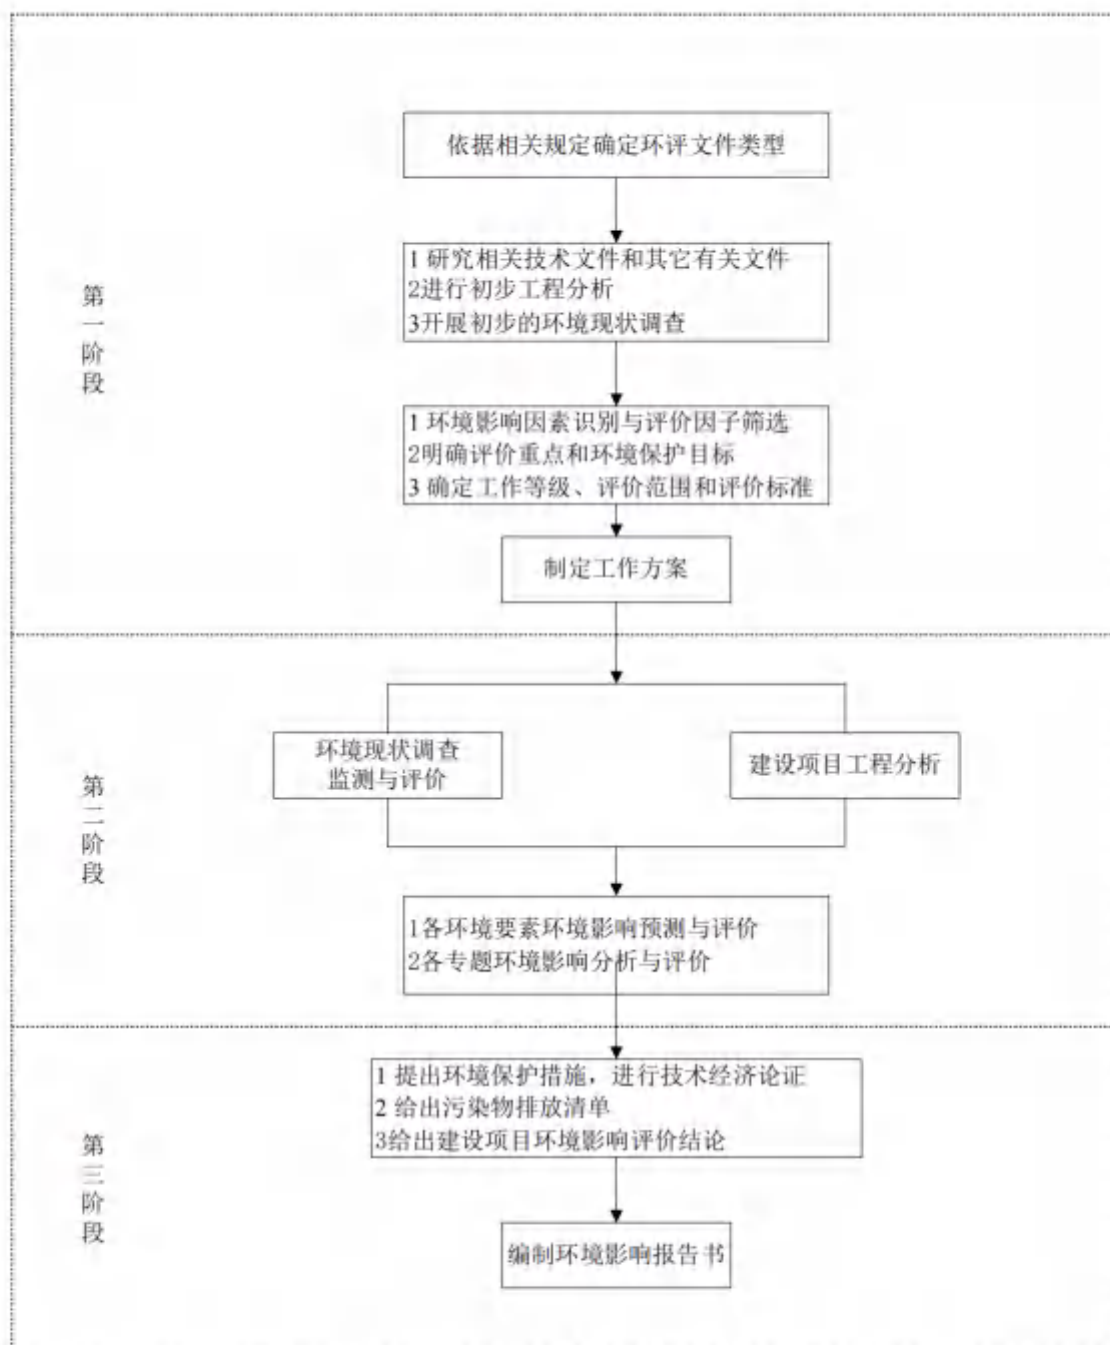 依据相关规定确定环评文件类型
1 研究相关技术文件和其它有关文件
2进行初步工程分析
3开展初步的环境现状调查
第一阶段
1 环境影响因素识别与评价因子筛选
2明确评价重点和环境保护目标
3 确定工作等级、评价范围和评价标准
制定工作方案
环境现状调查
监测与评价
建设项目工程分析
第二阶段
1各环境要素环境影响预测与评价
2各专题环境影响分析与评价
1 提出环境保护措施，进行技术经济论证
2 给出污染物排放清单
3给出建设项目环境影响评价结论
第三阶段
编制环境影响报告书